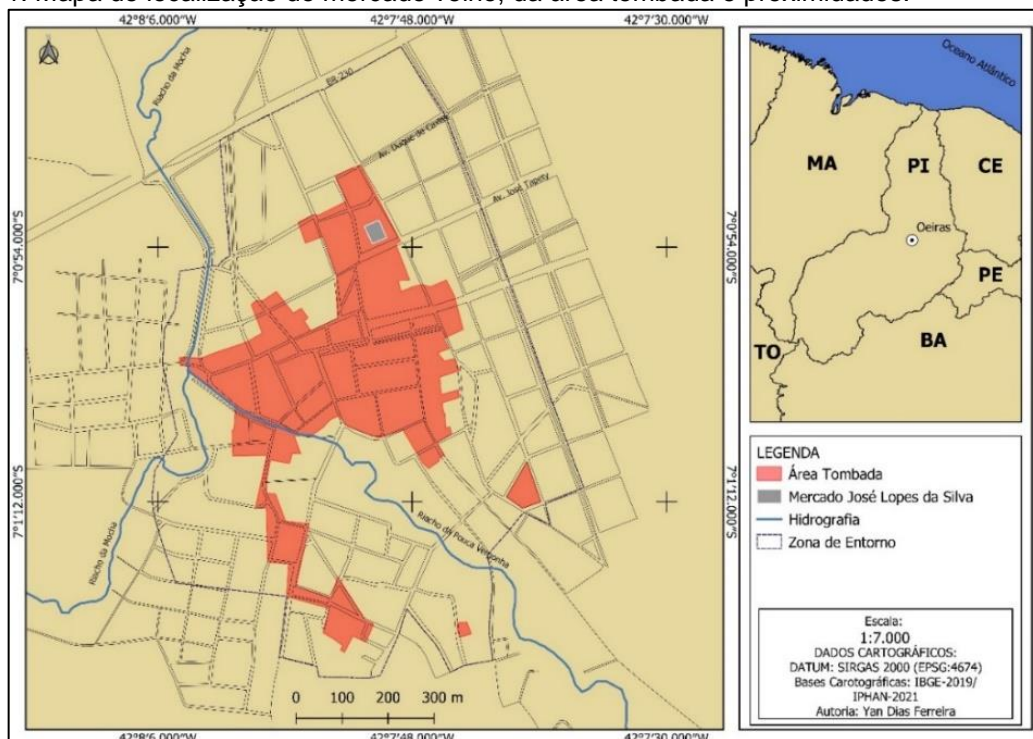 1. Mapa de localização do Mercado Velho, da área tombada e proximidades.
42°8'6.000"W
42°7'48.000"W
42°7'30.000"W
Riacho da Mocha
BR-230
Av. Duque de Caxias
Av. José Tapety
7°0'54.000"S
7°0'54.000"S
7°1'12.000"S
7°1'12.000"S
Riacho da Pouca Vergonha
Riacho da Mocha
0 100 200 300 m
42°8'6.000"W
42°7'48.000"W
42°7'30.000"W
Oceano Atlântico
MA
PI
CE
Oeiras
PE
TO
BA
LEGENDA
Área Tombada
Mercado José Lopes da Silva
Hidrografia
Zona de Entorno
Escala:
1:7.000
DADOS CARTOGRÁFICOS:
DATUM: SIRGAS 2000 (EPSG:4674)
Bases Carotográficas: IBGE-2019/
IPHAN-2021
Autoria: Yan Dias Ferreira